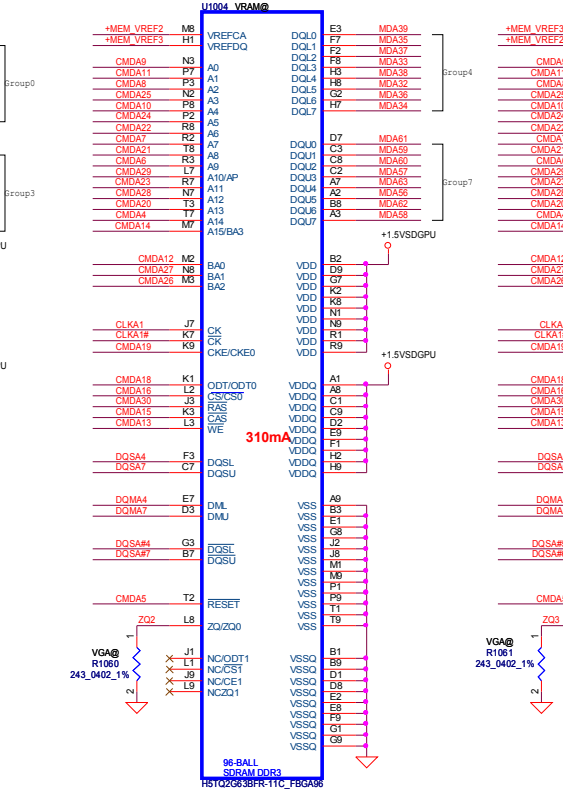 U1004 VRAM@
+MEM_VREF2 M8 VREFCA E3 DQL0 MDA39
+MEM_VREF3 H1 VREFDQ F7 DQL1 MDA35
F2 DQL2 MDA37
CMDA9 N3 A0 F8 DQL3 MDA33
CMDA11 P7 A1 H3 DQL4 MDA38
CMDA8 P3 A2 H8 DQL5 MDA32
CMDA25 N2 A3 G2 DQL6 MDA36
CMDA10 P8 A4 H7 DQL7 MDA34
Group4
CMDA24 P2 A5
CMDA22 R8 A6
CMDA7 R2 A7 D7 DQU0 MDA61
CMDA21 T8 A8 C3 DQU1 MDA59
CMDA6 R3 A9 C8 DQU2 MDA60
CMDA29 L7 A10/AP C2 DQU3 MDA57
CMDA23 R7 A11 A7 DQU4 MDA63
CMDA28 N7 A12 A2 DQU5 MDA56
CMDA20 T3 A13 B8 DQU6 MDA62
CMDA4 T7 A14 A3 DQU7 MDA58
CMDA14 M7 A15/BA3
Group7
+1.5VSDGPU
CMDA12 M2 BA0 B2 VDD
CMDA27 N8 BA1 D9 VDD
CMDA26 M3 BA2 G7 VDD
K2 VDD
K8 VDD
N1 VDD
CLKA1 J7 CK N9 VDD
CLKA1# K7 CK R1 VDD
CMDA19 K9 CKE/CKE0 R9 VDD
+1.5VSDGPU
CMDA18 K1 ODT/ODT0 A1 VDDQ
CMDA16 L2 CS/CS0 A8 VDDQ
CMDA30 J3 RAS C1 VDDQ
CMDA15 K3 CAS C9 VDDQ
CMDA13 L3 WE D2 VDDQ
310mA
E9 VDDQ
F1 VDDQ
DQSA4 F3 DQSL H2 VDDQ
DQSA7 C7 DQSU H9 VDDQ
DQMA4 E7 DML A9 VSS
DQMA7 D3 DMU B3 VSS
E1 VSS
G8 VSS
DQSA#4 G3 DQSL J2 VSS
DQSA#7 B7 DQSU J8 VSS
M1 VSS
M9 VSS
P1 VSS
CMDA5 T2 RESET P9 VSS
T1 VSS
ZQ2 L8 ZQ/ZQ0 T9 VSS
1
VGA@
R1060
243_0402_1%
2
J1 NC/ODT1 B1 VSSQ
L1 NC/CS1 B9 VSSQ
J9 NC/CE1 D1 VSSQ
L9 NCZQ1 D8 VSSQ
E2 VSSQ
E8 VSSQ
F9 VSSQ
G1 VSSQ
G9 VSSQ
96-BALL
SDRAM DDR3
H5TQ2G63BFR-11C_FBGA96
Group0
Group3
+MEM_VREF3
+MEM_VREF2
ZQ3
1
VGA@
R1061
243_0402_1%
2